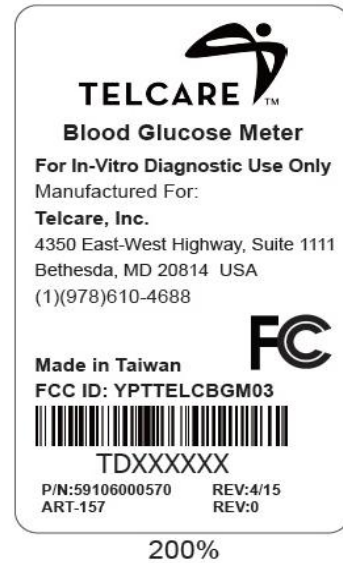 TELCARE™
Blood Glucose Meter
For In-Vitro Diagnostic Use Only
Manufactured For:
Telcare, Inc.
4350 East-West Highway, Suite 1111
Bethesda, MD 20814 USA
(1)(978)610-4688
FC
Made in Taiwan
FCC ID: YPTTELCBGM03
TDXXXXXX
P/N:59106000570 REV:4/15
ART-157 REV:0
200%